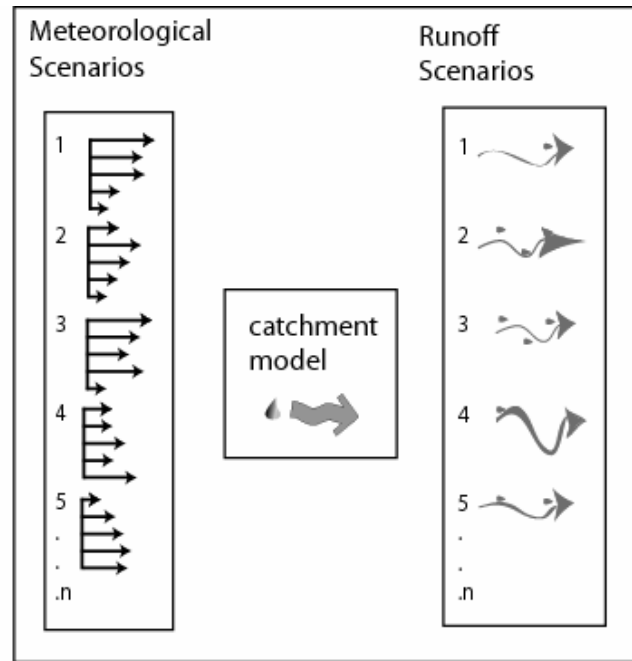 Meteorological
Scenarios
1
2
3
4
5
.
.
.n
catchment
model
Runoff
Scenarios
1
2
3
4
5
.
.
.n